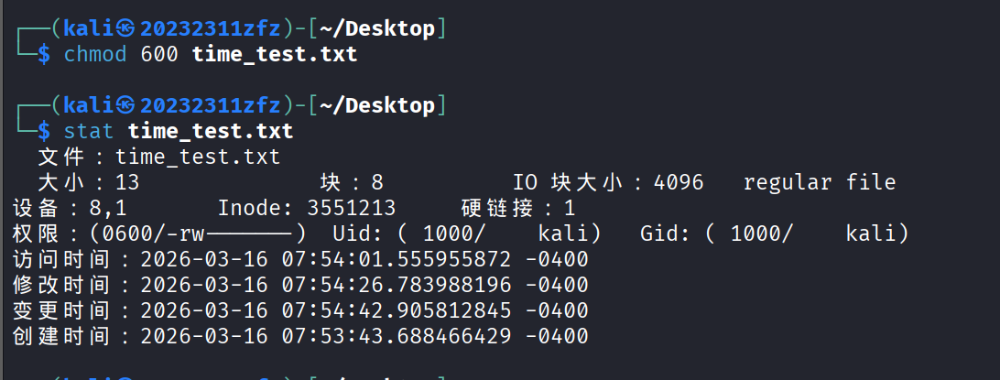 ┌──(kali㉿20232311zfz)-[~/Desktop]
└─$ chmod 600 time_test.txt
┌──(kali㉿20232311zfz)-[~/Desktop]
└─$ stat time_test.txt
文件：time_test.txt
大小：13 块：8 IO 块大小：4096 regular file
设备：8,1 Inode: 3551213 硬链接：1
权限：(0600/-rw-------) Uid: ( 1000/ kali) Gid: ( 1000/ kali)
访问时间：2026-03-16 07:54:01.555955872 -0400
修改时间：2026-03-16 07:54:26.783988196 -0400
变更时间：2026-03-16 07:54:42.905812845 -0400
创建时间：2026-03-16 07:53:43.688466429 -0400